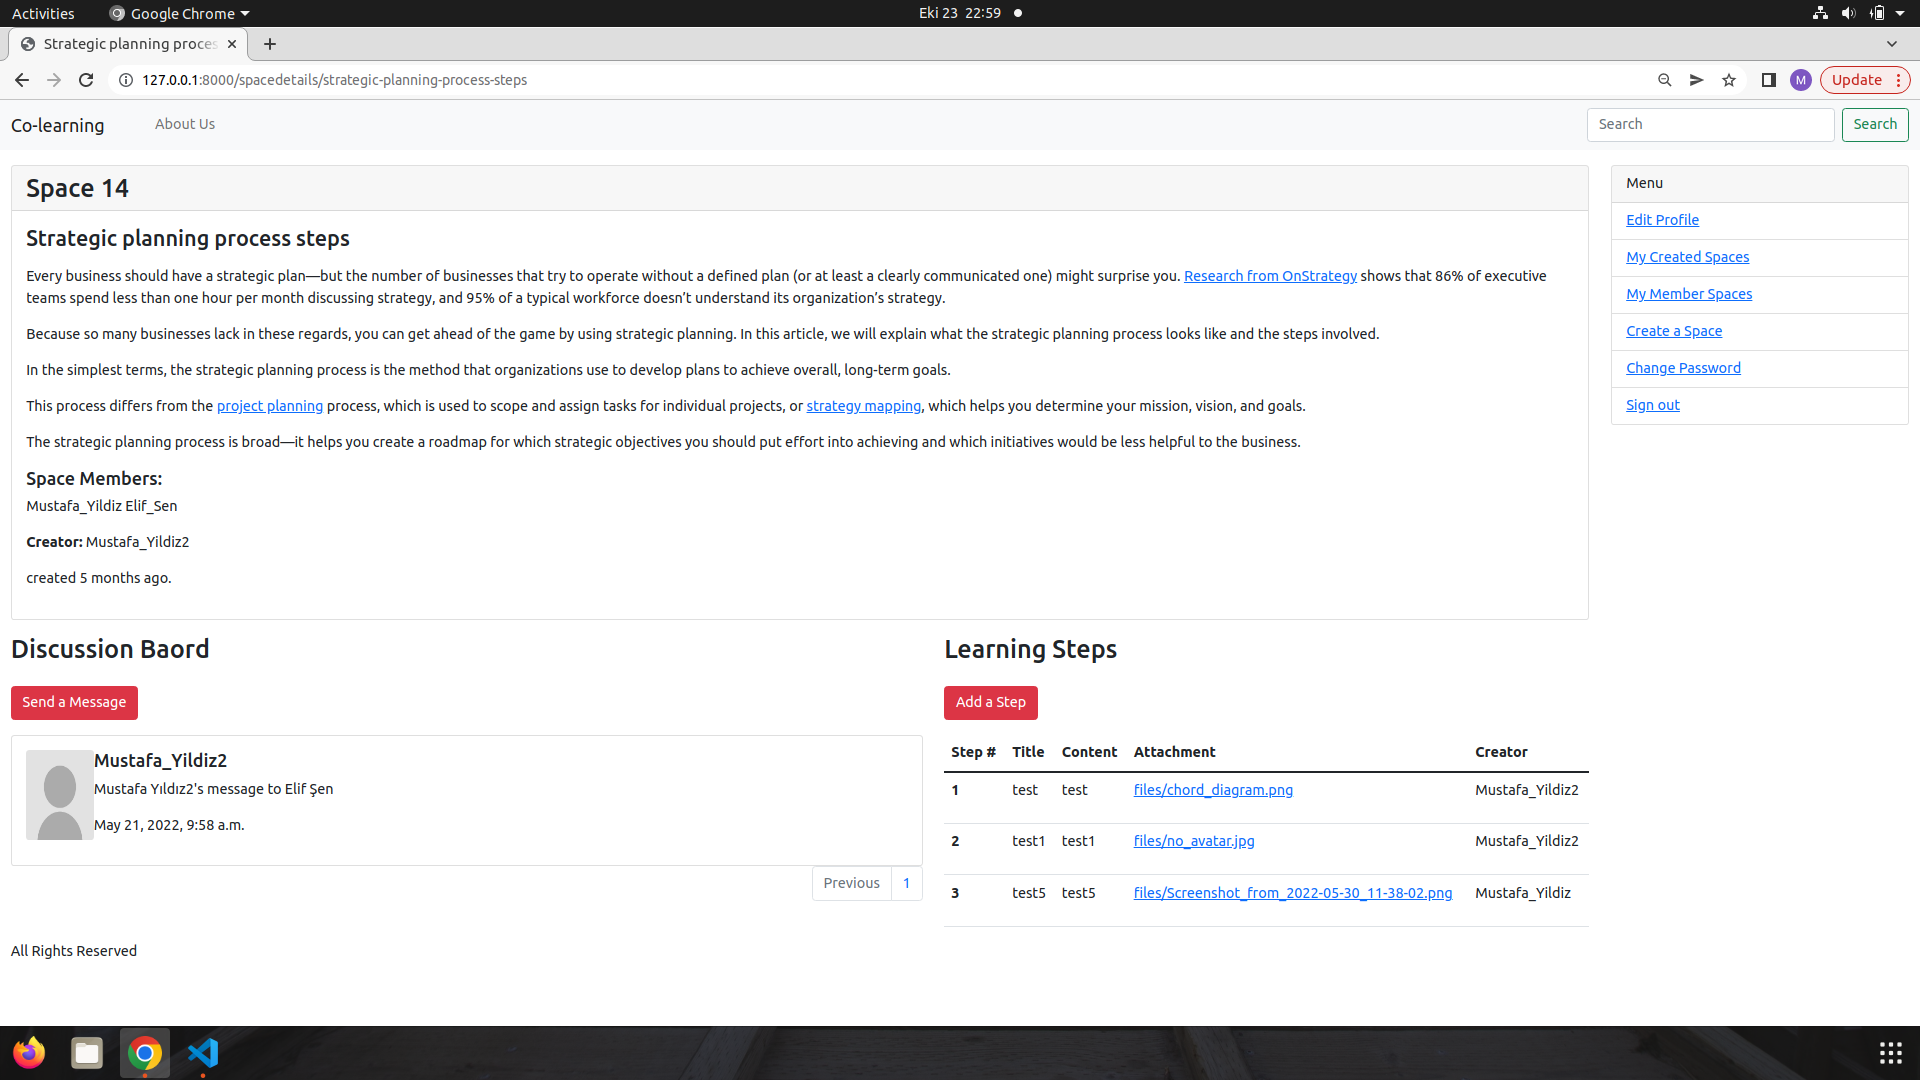 Activities
Google Chrome
Eki 23 22:59
Strategic planning proces
127.0.0.1:8000/spacedetails/strategic-planning-process-steps
M
Update
Co-learning
About Us
Search
Search
Space 14
Strategic planning process steps
Every business should have a strategic plan—but the number of businesses that try to operate without a defined plan (or at least a clearly communicated one) might surprise you. Research from OnStrategy shows that 86% of executive
teams spend less than one hour per month discussing strategy, and 95% of a typical workforce doesn’t understand its organization’s strategy.
Because so many businesses lack in these regards, you can get ahead of the game by using strategic planning. In this article, we will explain what the strategic planning process looks like and the steps involved.
In the simplest terms, the strategic planning process is the method that organizations use to develop plans to achieve overall, long-term goals.
This process differs from the project planning process, which is used to scope and assign tasks for individual projects, or strategy mapping, which helps you determine your mission, vision, and goals.
The strategic planning process is broad—it helps you create a roadmap for which strategic objectives you should put effort into achieving and which initiatives would be less helpful to the business.
Space Members:
Mustafa_Yildiz Elif_Sen
Creator: Mustafa_Yildiz2
created 5 months ago.
Menu
Edit Profile
My Created Spaces
My Member Spaces
Create a Space
Change Password
Sign out
Discussion Baord
Send a Message
Mustafa_Yildiz2
Mustafa Yıldız2's message to Elif Şen
May 21, 2022, 9:58 a.m.
Previous 1
Learning Steps
Add a Step
Step # Title Content Attachment Creator
1 test test files/chord_diagram.png Mustafa_Yildiz2
2 test1 test1 files/no_avatar.jpg Mustafa_Yildiz2
3 test5 test5 files/Screenshot_from_2022-05-30_11-38-02.png Mustafa_Yildiz
All Rights Reserved